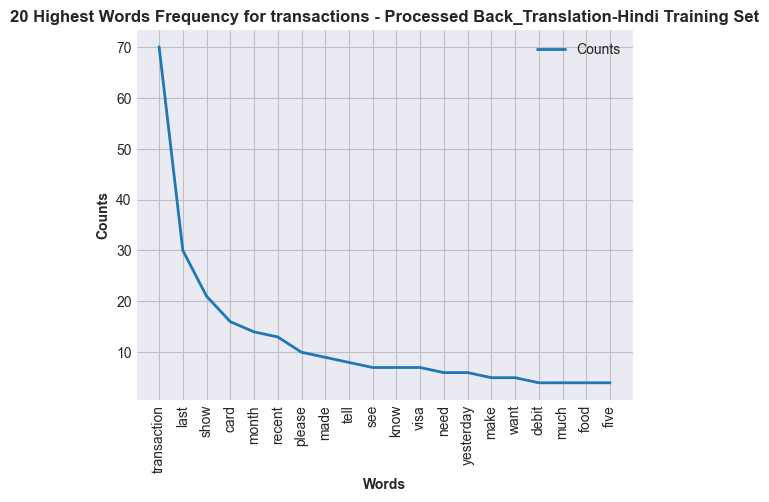 20 Highest Words Frequency for transactions - Processed Back_Translation-Hindi Training Set
Counts
70
60
50
40
30
20
10
Counts
transaction
last
show
card
month
recent
please
made
tell
see
know
visa
need
yesterday
make
want
debit
much
food
five
Words